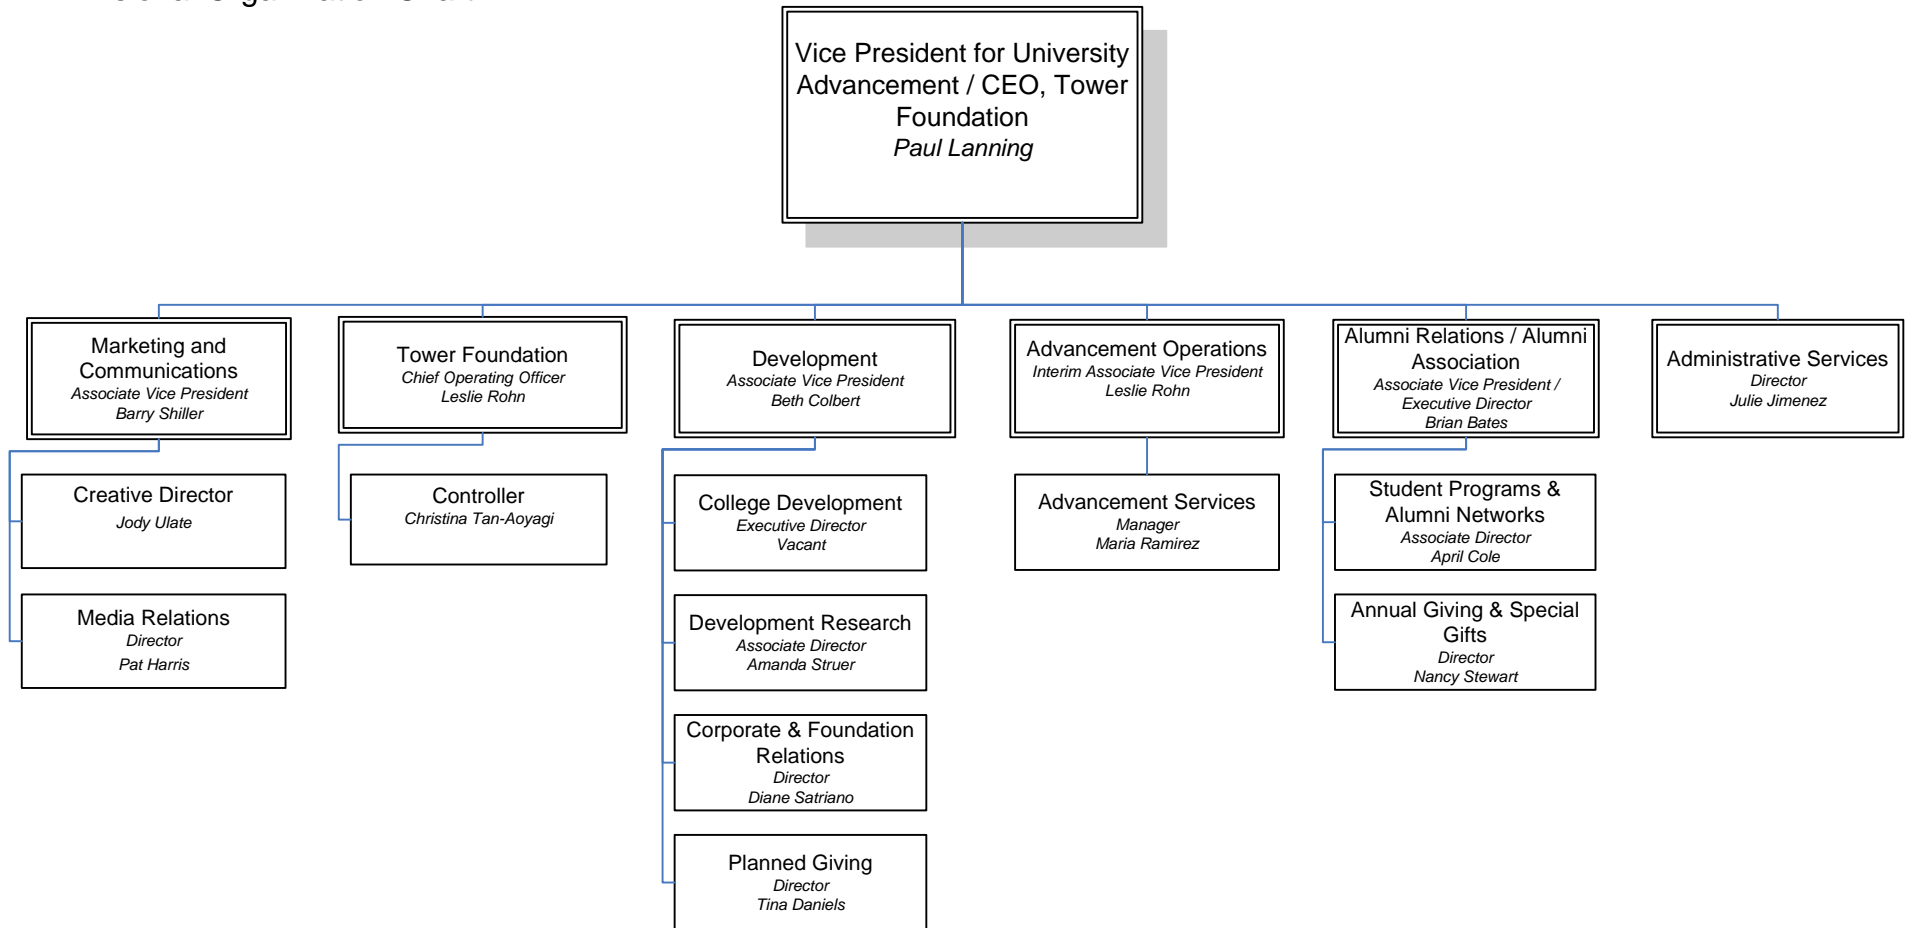 Vice President for University
Advancement / CEO, Tower
Foundation
Paul Lanning
Marketing and
Communications
Associate Vice President
Barry Shiller
Creative Director
Jody Ulate
Media Relations
Director
Pat Harris
Tower Foundation
Chief Operating Officer
Leslie Rohn
Controller
Christina Tan-Aoyagi
Development
Associate Vice President
Beth Colbert
College Development
Executive Director
Vacant
Development Research
Associate Director
Amanda Struer
Corporate & Foundation
Relations
Director
Diane Satriano
Planned Giving
Director
Tina Daniels
Advancement Operations
Interim Associate Vice President
Leslie Rohn
Advancement Services
Manager
Maria Ramirez
Alumni Relations / Alumni
Association
Associate Vice President /
Executive Director
Brian Bates
Student Programs &
Alumni Networks
Associate Director
April Cole
Annual Giving & Special
Gifts
Director
Nancy Stewart
Administrative Services
Director
Julie Jimenez